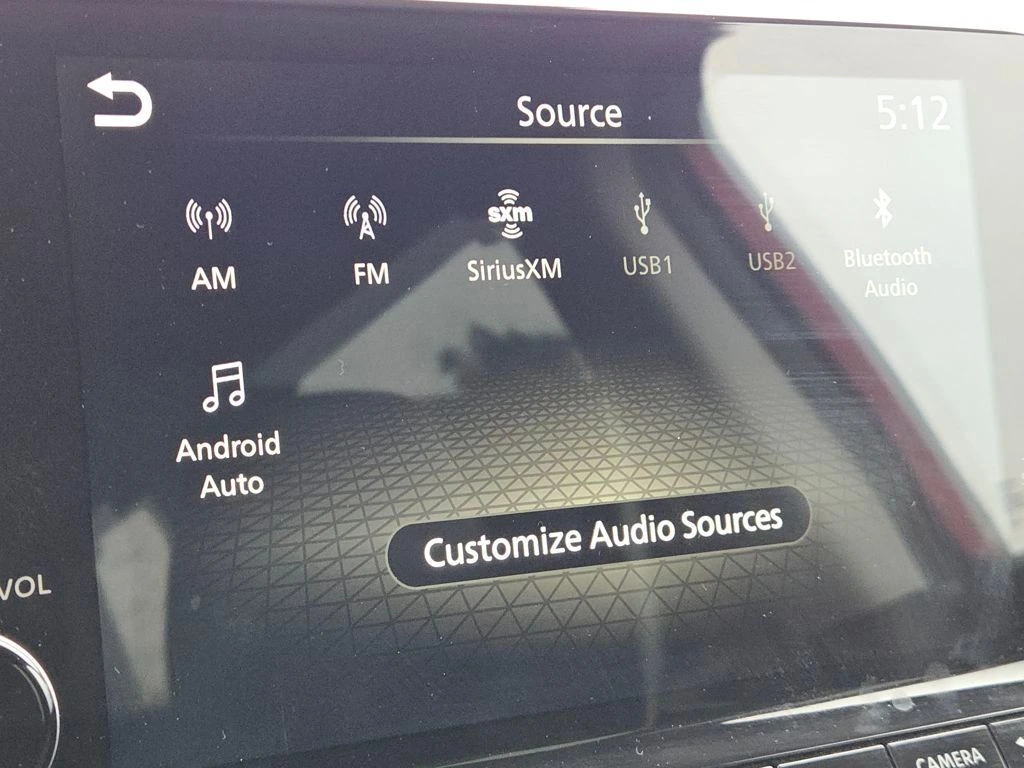 Source
5:12
sxm
AM
FM
SiriusXM
USB1
USB2
Bluetooth
Audio
Android
Auto
Customize Audio Sources
VOL
CAMERA